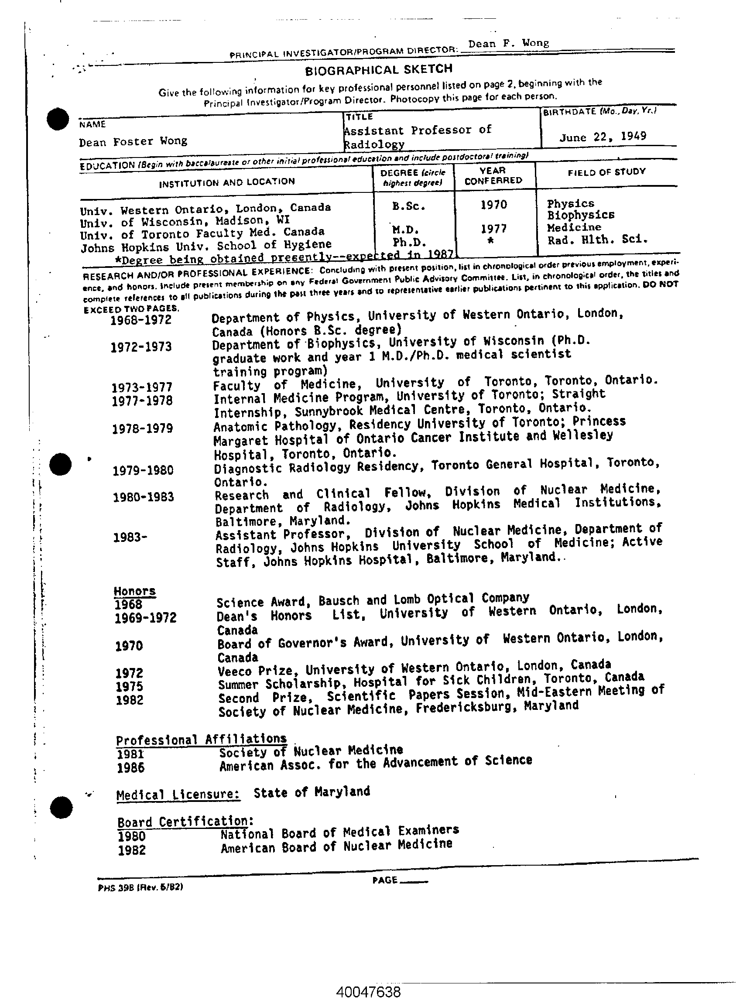 PRINCIPAL INVESTIGATOR/PROGRAM DIRECTOR: Dean F. Wong
BIOGRAPHICAL SKETCH
Give the following information for key professional personnel listed on page 2, beginning with the
Principal Investigator/Program Director. Photocopy this page for each person.
NAME TITLE BIRTHDATE (Mo., Day, Yr.)
Dean Foster Wong Assistant Professor of Radiology June 22, 1949
EDUCATION (Begin with baccalaureate or other initial professional education and include postdoctoral training)
INSTITUTION AND LOCATION DEGREE (circle highest degree) YEAR CONFERRED FIELD OF STUDY
Univ. Western Ontario, London, Canada B.Sc. 1970 Physics
Univ. of Wisconsin, Madison, WI Biophysics
Univ. of Toronto Faculty Med. Canada M.D. 1977 Medicine
Johns Hopkins Univ. School of Hygiene Ph.D. * Rad. Hlth. Sci.
*Degree being obtained presently--expected in 1987
RESEARCH AND/OR PROFESSIONAL EXPERIENCE: Concluding with present position, list in chronological order previous employment, experi-
ence, and honors. Include present membership on any Federal Government Public Advisory Committee. List, in chronological order, the titles and
complete references to all publications during the past three years and to representative earlier publications pertinent to this application. DO NOT
EXCEED TWO PAGES.
1968-1972 Department of Physics, University of Western Ontario, London,
Canada (Honors B.Sc. degree)
1972-1973 Department of Biophysics, University of Wisconsin (Ph.D.
graduate work and year 1 M.D./Ph.D. medical scientist
training program)
1973-1977 Faculty of Medicine, University of Toronto, Toronto, Ontario.
1977-1978 Internal Medicine Program, University of Toronto; Straight
Internship, Sunnybrook Medical Centre, Toronto, Ontario.
1978-1979 Anatomic Pathology, Residency University of Toronto; Princess
Margaret Hospital of Ontario Cancer Institute and Wellesley
Hospital, Toronto, Ontario.
1979-1980 Diagnostic Radiology Residency, Toronto General Hospital, Toronto,
Ontario.
1980-1983 Research and Clinical Fellow, Division of Nuclear Medicine,
Department of Radiology, Johns Hopkins Medical Institutions,
Baltimore, Maryland.
1983- Assistant Professor, Division of Nuclear Medicine, Department of
Radiology, Johns Hopkins University School of Medicine; Active
Staff, Johns Hopkins Hospital, Baltimore, Maryland..
Honors
1968 Science Award, Bausch and Lomb Optical Company
1969-1972 Dean's Honors List, University of Western Ontario, London,
Canada
1970 Board of Governor's Award, University of Western Ontario, London,
Canada
1972 Veeco Prize, University of Western Ontario, London, Canada
1975 Summer Scholarship, Hospital for Sick Children, Toronto, Canada
1982 Second Prize, Scientific Papers Session, Mid-Eastern Meeting of
Society of Nuclear Medicine, Fredericksburg, Maryland
Professional Affiliations
1981 Society of Nuclear Medicine
1986 American Assoc. for the Advancement of Science
Medical Licensure: State of Maryland
Board Certification:
1980 National Board of Medical Examiners
1982 American Board of Nuclear Medicine
PHS 398 (Rev. 5/82) PAGE
40047638